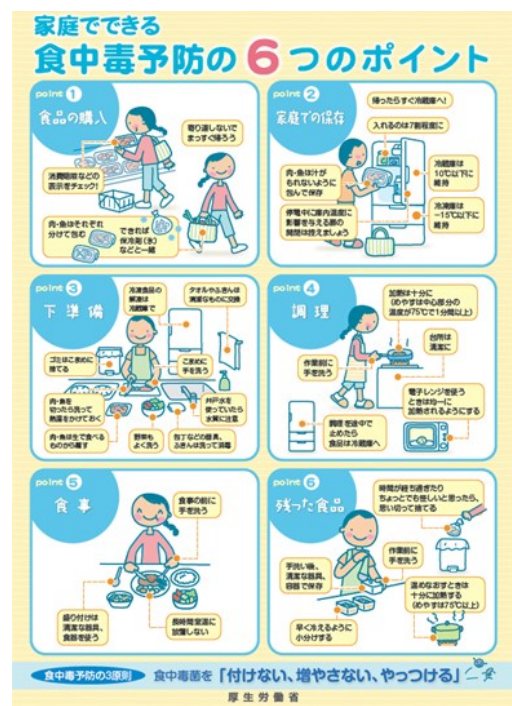 家庭でできる
食中毒予防の6つのポイント
point 1
食品の購入
寄り道しないで
まっすぐ帰ろう
消費期限などの
表示をチェック!
肉・魚はそれぞれ
分けて包む
できれば
保冷剤(氷)
などと一緒
point 2
家庭での保存
帰ったらすぐ冷蔵庫へ!
入れるのは7割程度に
肉・魚は汁が
もれないように
包んで保存
冷蔵庫は
10℃以下に
維持
停電中に庫内温度に
影響を与える扉の
開閉は控えましょう
冷凍庫は
-15℃以下に
維持
point 3
下準備
冷凍食品の
解凍は
冷蔵庫で
タオルやふきんは
清潔なものに交換
ゴミはこまめに
捨てる
こまめに
手を洗う
肉・魚を
切ったら洗って
熱湯をかけておく
井戸水を
使っていたら
水質に注意
肉・魚は生で食べる
ものから離す
野菜も
よく洗う
包丁などの器具、
ふきんは洗って消毒
point 4
調理
加熱は十分に
(めやすは中心部分の
温度が75℃で1分間以上)
台所は
清潔に
作業前に
手を洗う
電子レンジを使う
ときは均一に
加熱されるようにする
調理を途中で
止めたら
食品は冷蔵庫へ
point 5
食事
食事の前に
手を洗う
盛り付けは
清潔な器具、
食器を使う
長時間室温に
放置しない
point 6
残った食品
時間が経ち過ぎたり
ちょっとでも怪しいと思ったら、
思い切って捨てる
作業前に
手を洗う
手洗い後、
清潔な器具、
容器で保存
温めなおすときは
十分に加熱する
(めやすは75℃以上)
早く冷えるように
小分けする
食中毒予防の3原則
食中毒菌を「付けない、増やさない、やっつける」
厚生労働省